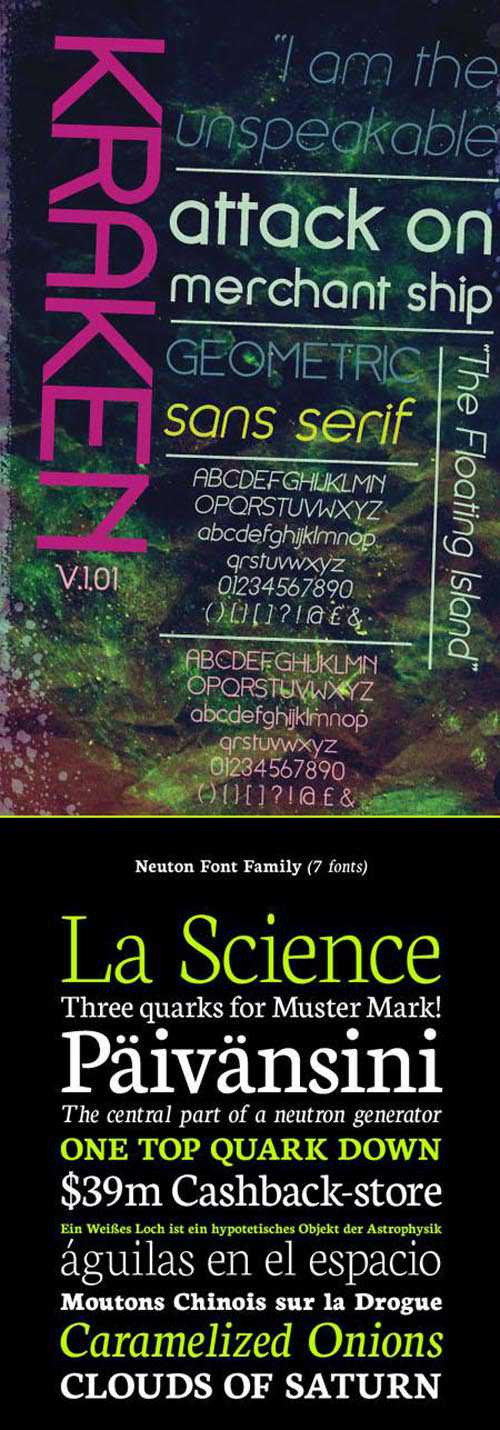 KRAKEN
V.1.01
"I am the
unspeakable
attack on
merchant ship
GEOMETRIC
sans serif
"The Floating Island"
ABCDEFGHIJKLMN
OPQRSTUVWXYZ
abcdefghijklmnop
qrstuvwxyz
01234567890
()[][]?!@£&
ABCDEFGHIJKLMN
OPQRSTUVWXYZ
abcdefghijklmnop
qrstuvwxyz
01234567890
()[][]?!@£&
Neuton Font Family (7 fonts)
La Science
Three quarks for Muster Mark!
Päivänsini
The central part of a neutron generator
ONE TOP QUARK DOWN
$39m Cashback-store
Ein Weißes Loch ist ein hypotetisches Objekt der Astrophysik
águilas en el espacio
Moutons Chinois sur la Drogue
Caramelized Onions
CLOUDS OF SATURN